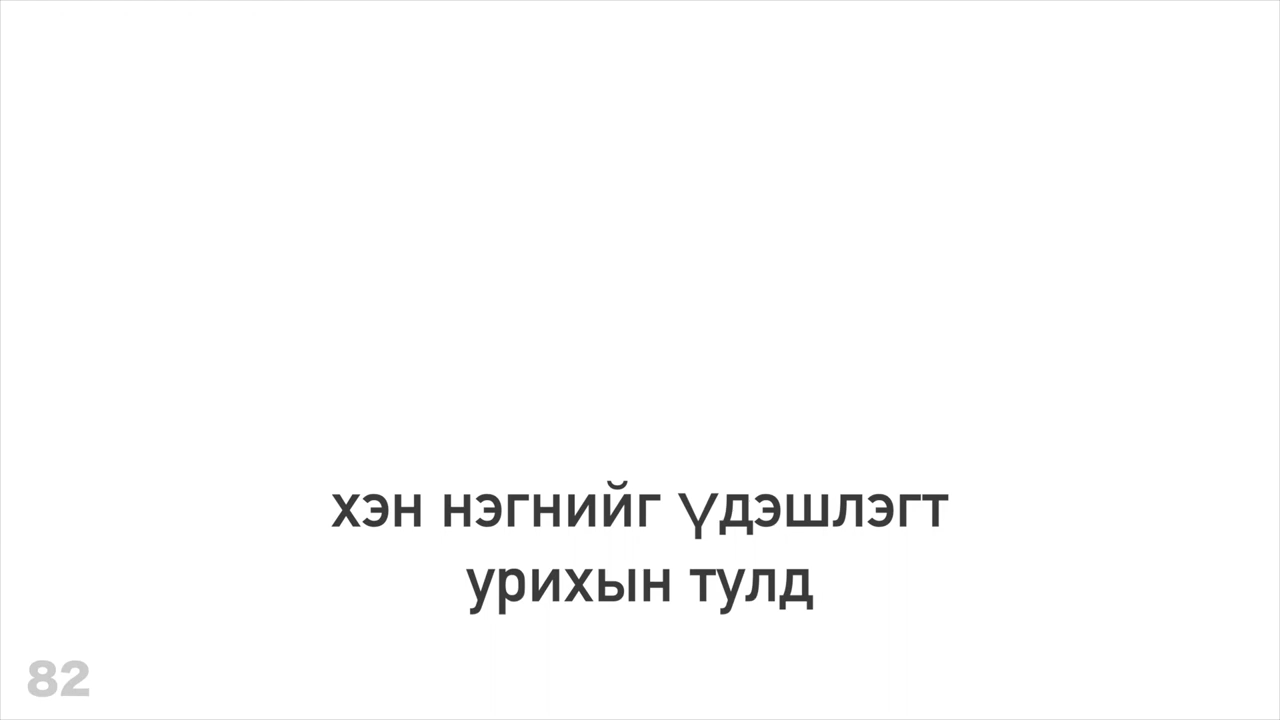 хэн нэгнийг үдэшлэгт
урихын тулд
82